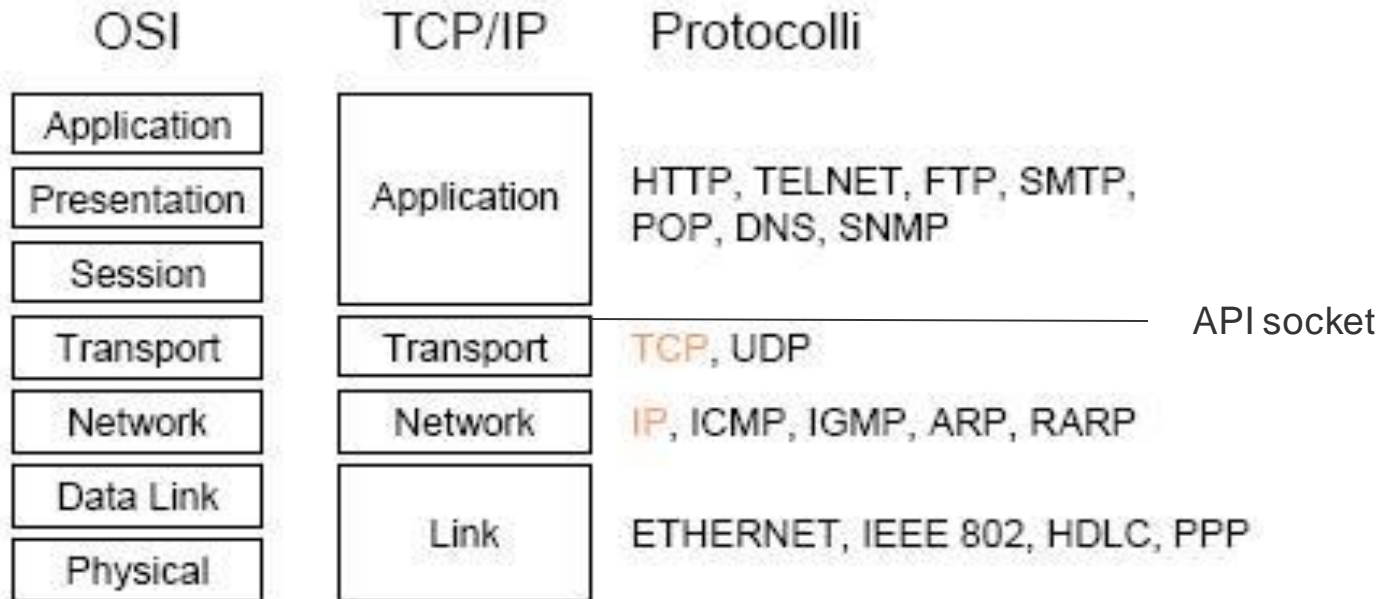 OSI TCP/IP Protocolli
Application
Presentation
Session
Transport
Network
Data Link
Physical
Application
Transport
Network
Link
HTTP, TELNET, FTP, SMTP,
POP, DNS, SNMP
API socket
TCP, UDP
IP, ICMP, IGMP, ARP, RARP
ETHERNET, IEEE 802, HDLC, PPP